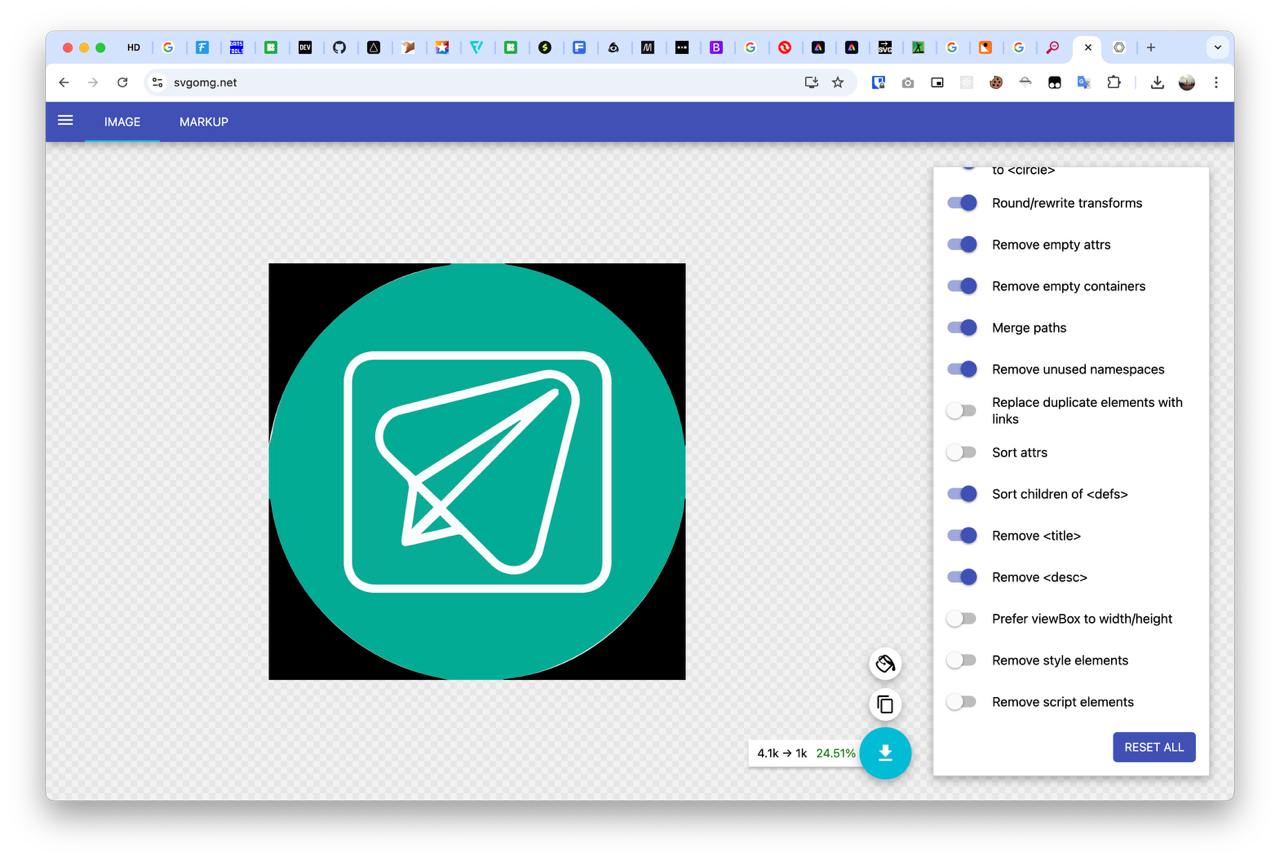 HD
DEV
svgomg.net
IMAGE
MARKUP
to <circle>
Round/rewrite transforms
Remove empty attrs
Remove empty containers
Merge paths
Remove unused namespaces
Replace duplicate elements with
links
Sort attrs
Sort children of <defs>
Remove <title>
Remove <desc>
Prefer viewBox to width/height
Remove style elements
Remove script elements
4.1k → 1k 24.51%
RESET ALL